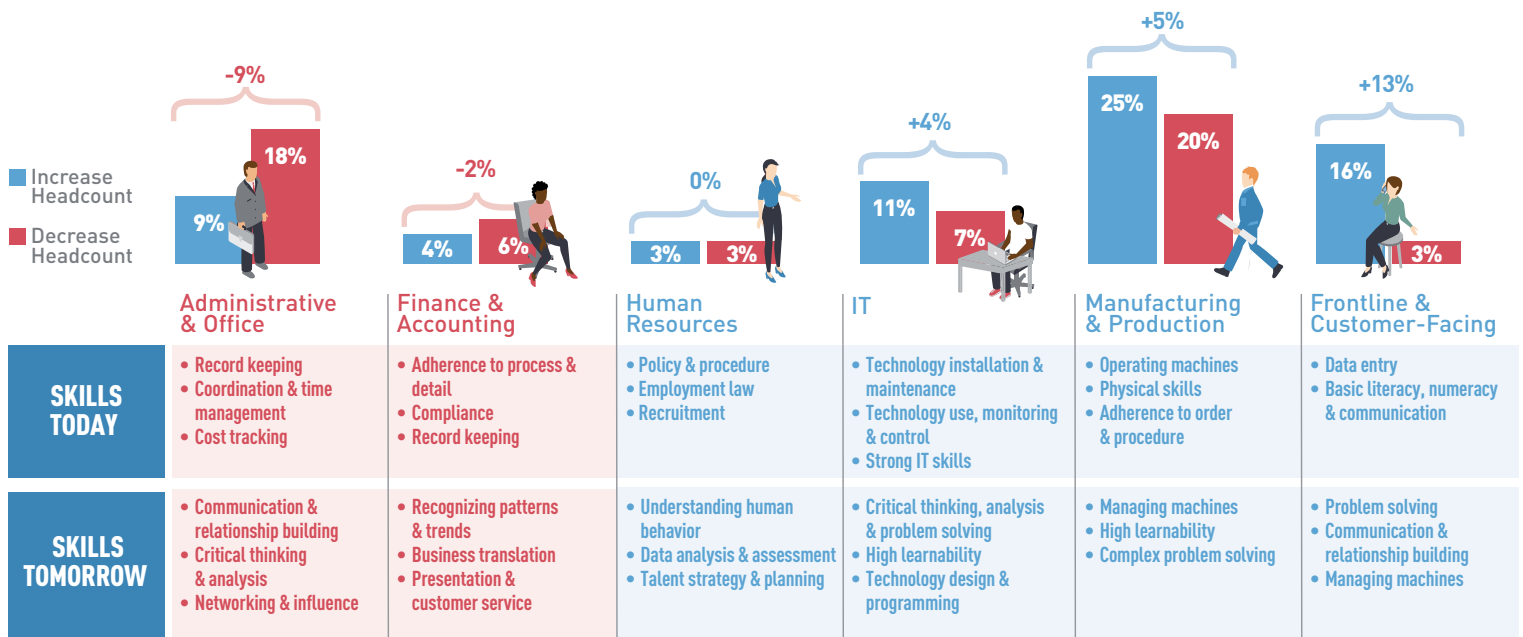 Increase
Headcount
Decrease
Headcount
-9%
9%
18%
-2%
4%
6%
0%
3%
3%
+4%
11%
7%
+5%
25%
20%
+13%
16%
3%
Administrative
& Office
Finance &
Accounting
Human
Resources
IT
Manufacturing
& Production
Frontline &
Customer-Facing
SKILLS
TODAY
• Record keeping
• Coordination & time
management
• Cost tracking
• Adherence to process &
detail
• Compliance
• Record keeping
• Policy & procedure
• Employment law
• Recruitment
• Technology installation &
maintenance
• Technology use, monitoring
& control
• Strong IT skills
• Operating machines
• Physical skills
• Adherence to order
& procedure
• Data entry
• Basic literacy, numeracy
& communication
SKILLS
TOMORROW
• Communication &
relationship building
• Critical thinking
& analysis
• Networking & influence
• Recognizing patterns
& trends
• Business translation
• Presentation &
customer service
• Understanding human
behavior
• Data analysis & assessment
• Talent strategy & planning
• Critical thinking, analysis
& problem solving
• High learnability
• Technology design &
programming
• Managing machines
• High learnability
• Complex problem solving
• Problem solving
• Communication &
relationship building
• Managing machines